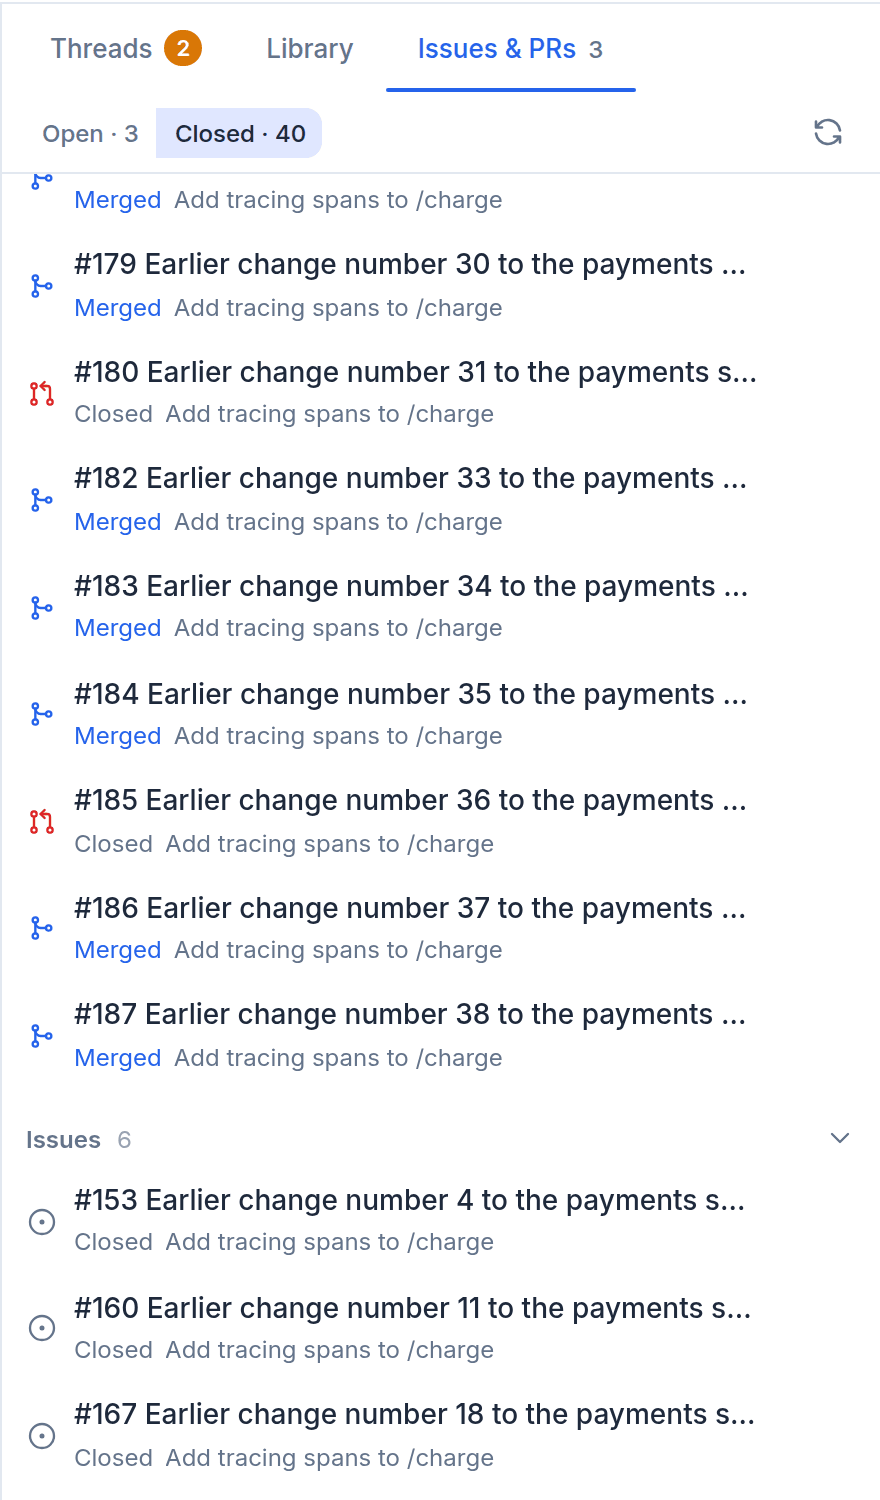 Threads 2 Library Issues & PRs 3
Open · 3 Closed · 40
Merged Add tracing spans to /charge
#179 Earlier change number 30 to the payments ...
Merged Add tracing spans to /charge
#180 Earlier change number 31 to the payments s...
Closed Add tracing spans to /charge
#182 Earlier change number 33 to the payments ...
Merged Add tracing spans to /charge
#183 Earlier change number 34 to the payments ...
Merged Add tracing spans to /charge
#184 Earlier change number 35 to the payments ...
Merged Add tracing spans to /charge
#185 Earlier change number 36 to the payments ...
Closed Add tracing spans to /charge
#186 Earlier change number 37 to the payments ...
Merged Add tracing spans to /charge
#187 Earlier change number 38 to the payments ...
Merged Add tracing spans to /charge
Issues 6
#153 Earlier change number 4 to the payments s...
Closed Add tracing spans to /charge
#160 Earlier change number 11 to the payments s...
Closed Add tracing spans to /charge
#167 Earlier change number 18 to the payments s...
Closed Add tracing spans to /charge